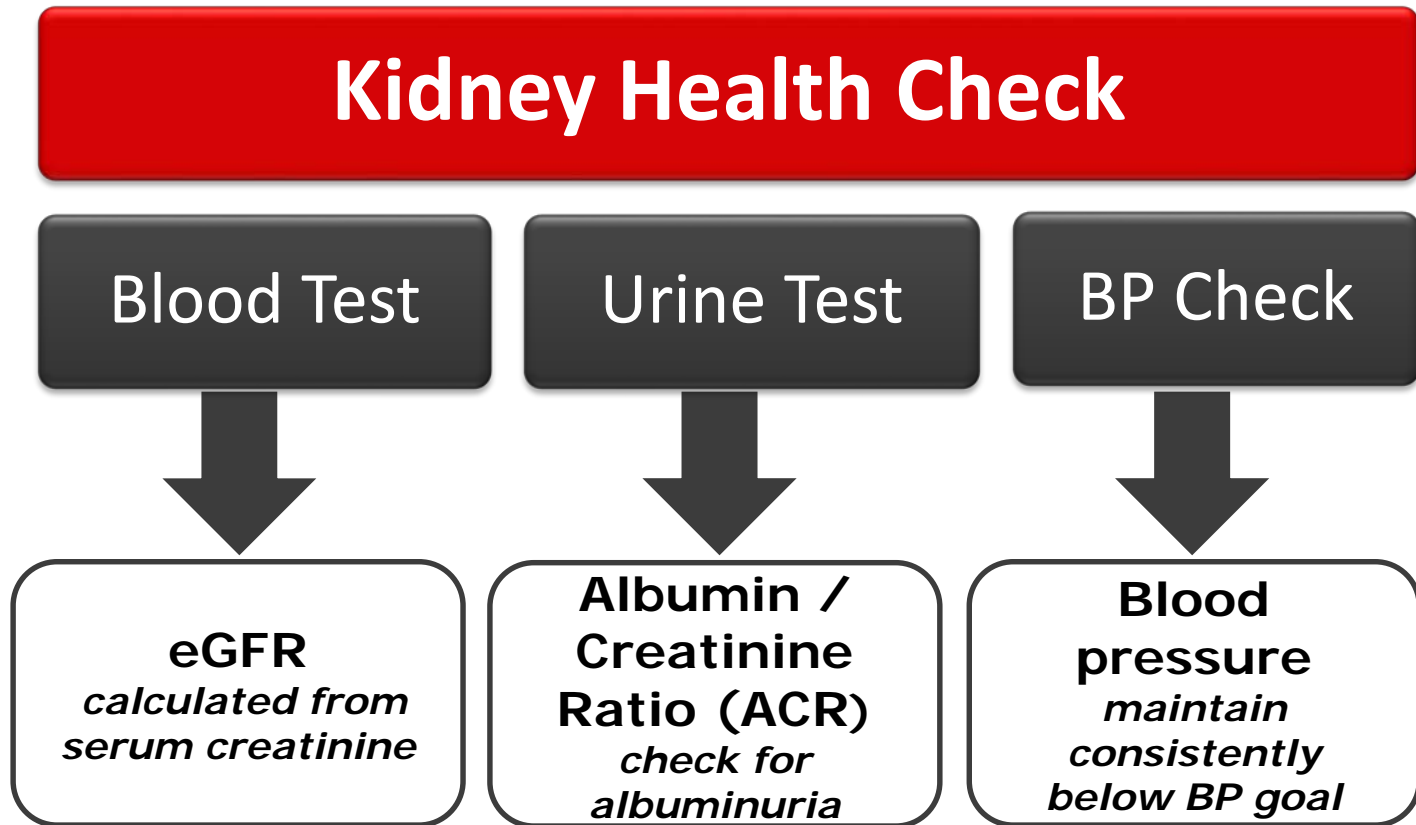 Kidney Health Check
Blood Test
Urine Test
BP Check
eGFR
calculated from
serum creatinine
Albumin /
Creatinine
Ratio (ACR)
check for
albuminuria
Blood
pressure
maintain
consistently
below BP goal